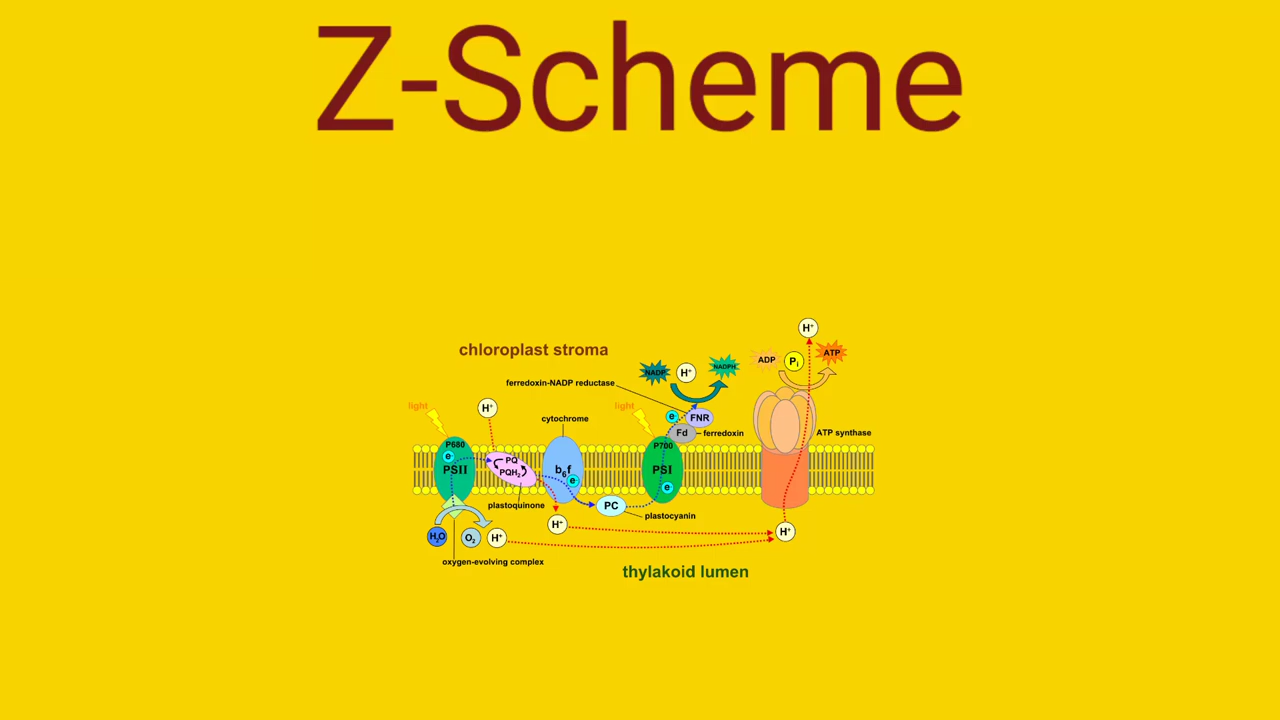 Z-Scheme
H+
chloroplast stroma
ADP
Pi
ATP
NADP
H+
NADPH
ferredoxin-NADP reductase
light
H+
light
cytochrome
e-
FNR
Fd
ferredoxin
ATP synthase
P680
P700
e-
PSII
PQ
PQH2
b6f
e-
PSI
e-
plastoquinone
PC
plastocyanin
H+
H2O
O2
H+
H+
oxygen-evolving complex
thylakoid lumen